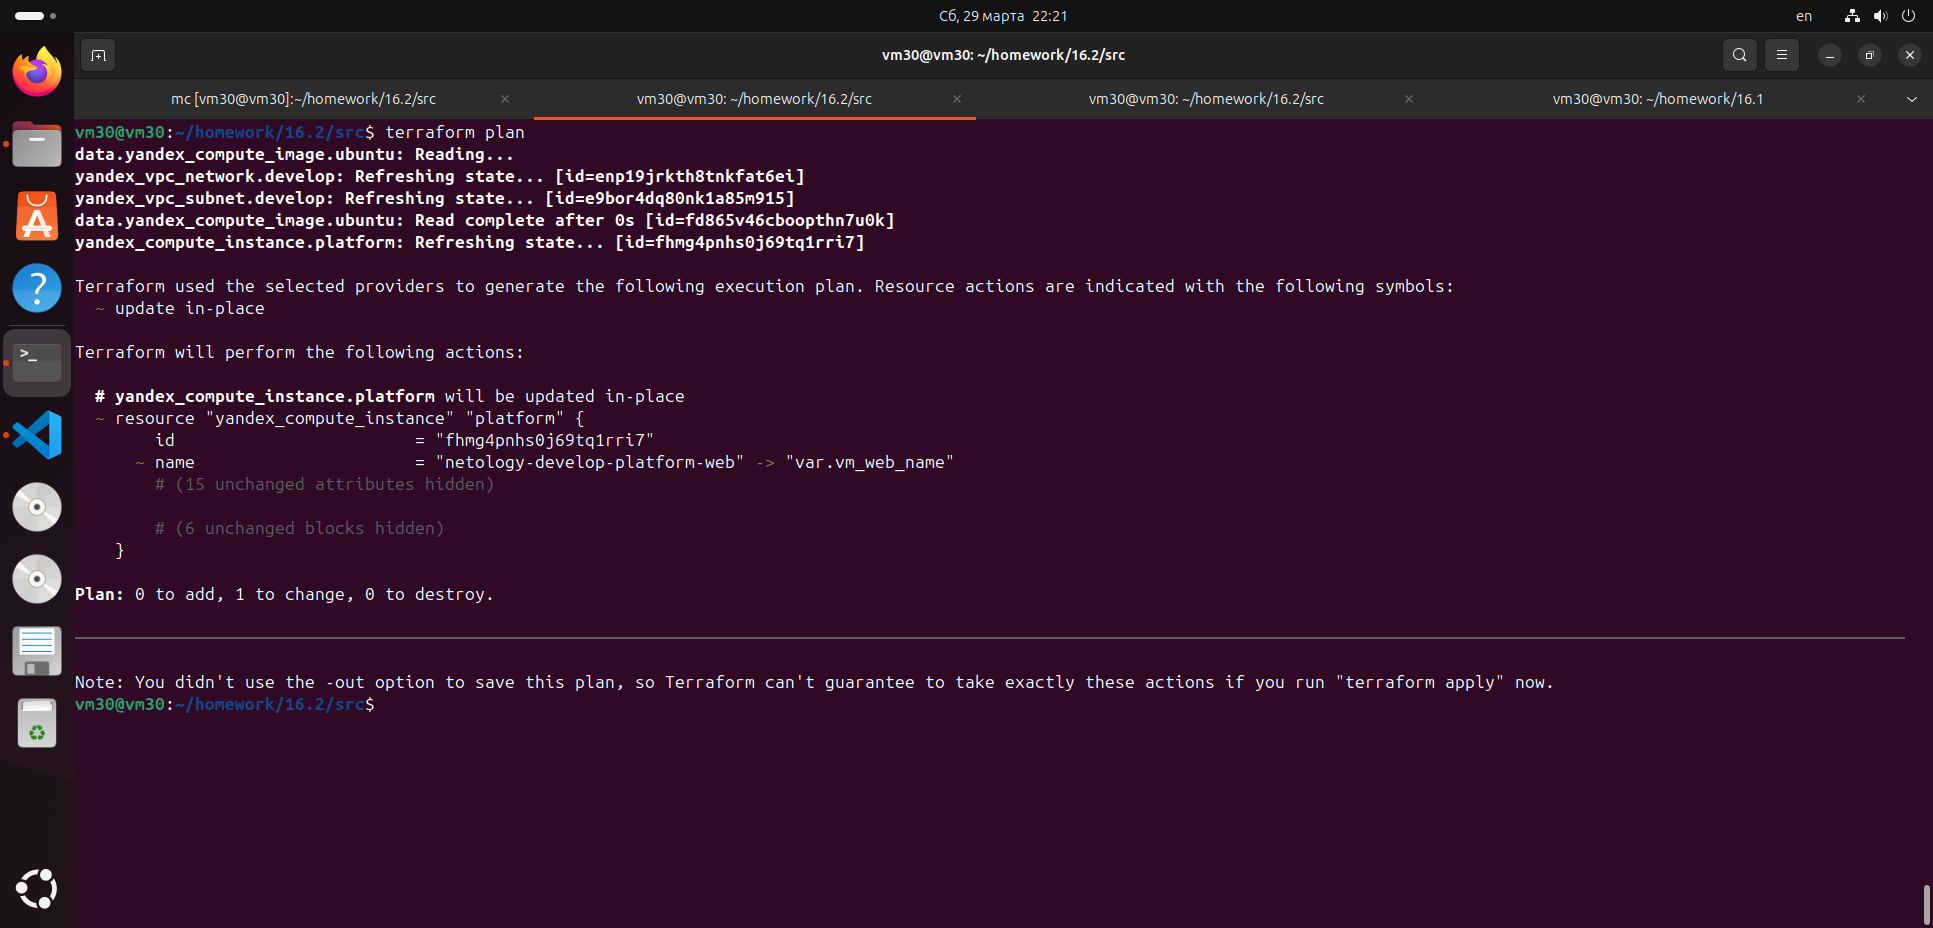 Сб, 29 марта 22:21
en
vm30@vm30: ~/homework/16.2/src
mc [vm30@vm30]:~/homework/16.2/src
vm30@vm30: ~/homework/16.2/src
vm30@vm30: ~/homework/16.2/src
vm30@vm30: ~/homework/16.1
vm30@vm30:~/homework/16.2/src$ terraform plan
data.yandex_compute_image.ubuntu: Reading...
yandex_vpc_network.develop: Refreshing state... [id=enp19jrkth8tnkfat6ei]
yandex_vpc_subnet.develop: Refreshing state... [id=e9bor4dq80nk1a85m915]
data.yandex_compute_image.ubuntu: Read complete after 0s [id=fd865v46cboopthn7u0k]
yandex_compute_instance.platform: Refreshing state... [id=fhmg4pnhs0j69tq1rri7]
Terraform used the selected providers to generate the following execution plan. Resource actions are indicated with the following symbols:
~ update in-place
Terraform will perform the following actions:
# yandex_compute_instance.platform will be updated in-place
~ resource "yandex_compute_instance" "platform" {
id = "fhmg4pnhs0j69tq1rri7"
~ name = "netology-develop-platform-web" -> "var.vm_web_name"
# (15 unchanged attributes hidden)
# (6 unchanged blocks hidden)
}
Plan: 0 to add, 1 to change, 0 to destroy.
Note: You didn't use the -out option to save this plan, so Terraform can't guarantee to take exactly these actions if you run "terraform apply" now.
vm30@vm30:~/homework/16.2/src$